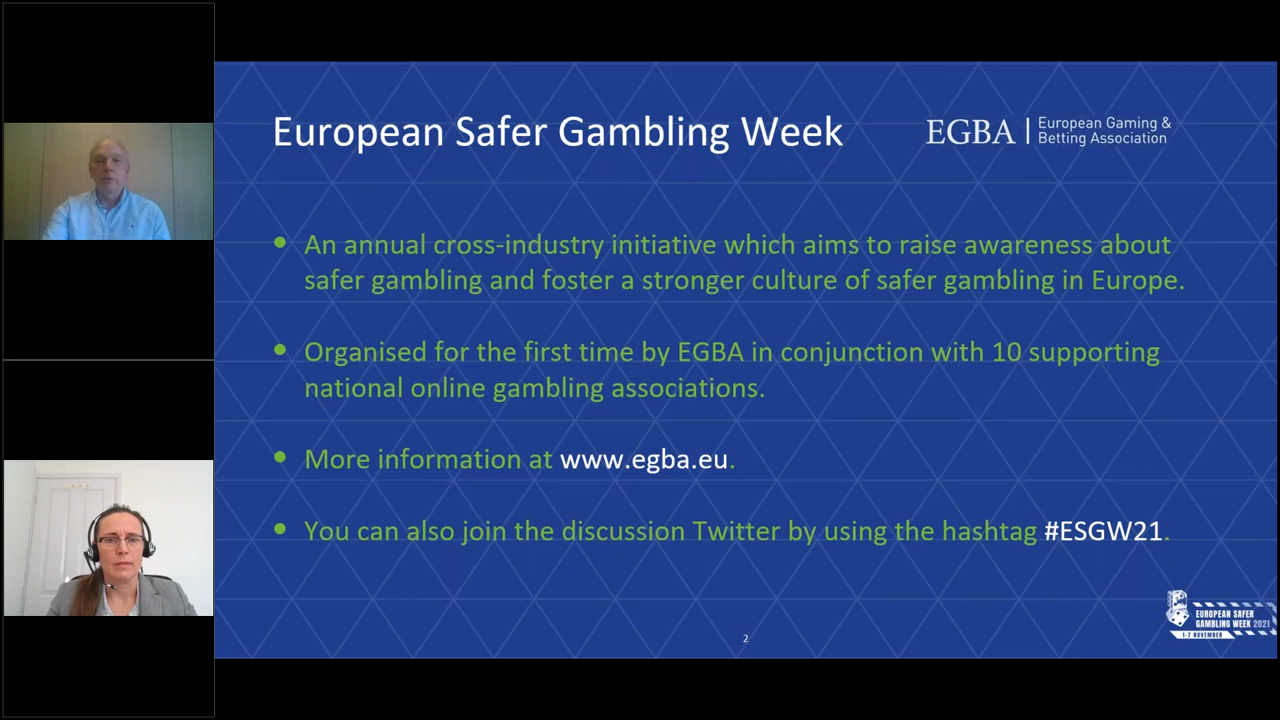 European Safer Gambling Week
EGBA | European Gaming &
Betting Association
• An annual cross-industry initiative which aims to raise awareness about
safer gambling and foster a stronger culture of safer gambling in Europe.
• Organised for the first time by EGBA in conjunction with 10 supporting
national online gambling associations.
• More information at www.egba.eu.
• You can also join the discussion Twitter by using the hashtag #ESGW21.
2
EUROPEAN SAFER
GAMBLING WEEK 2021
1-7 NOVEMBER